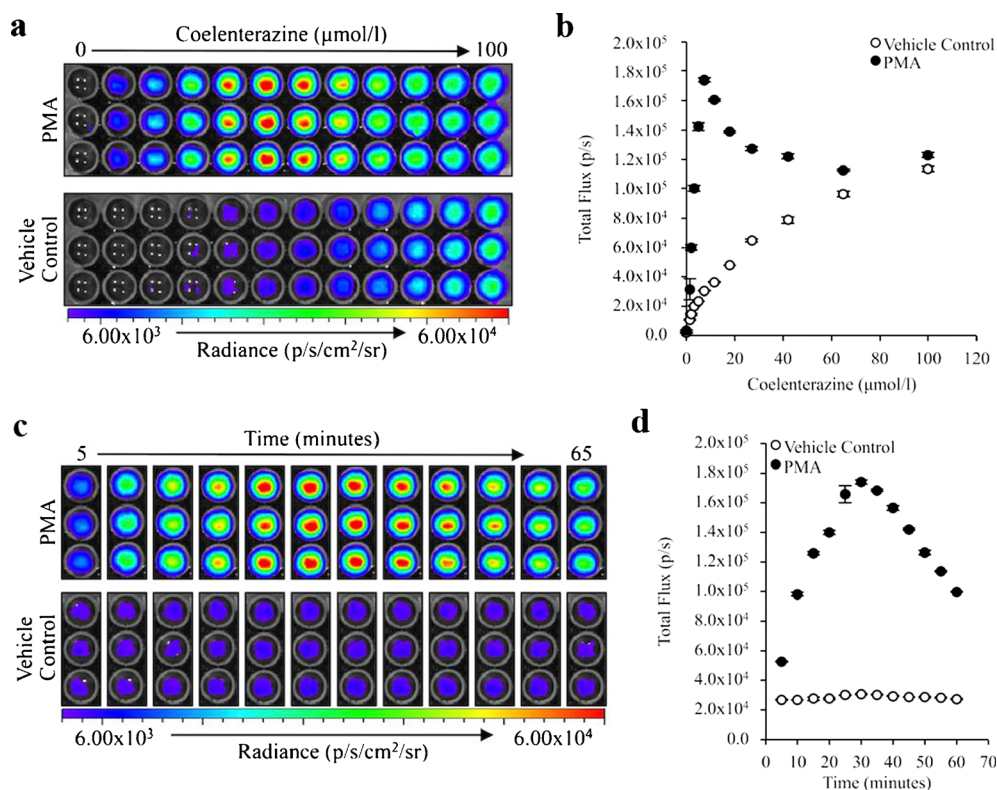 a
Coelenterazine (μmol/l)
0
100
PMA
Vehicle
Control
6.00x10³
6.00x10⁴
Radiance (p/s/cm²/sr)
b
Vehicle Control
PMA
2.0x10⁵
1.8x10⁵
1.6x10⁵
1.4x10⁵
1.2x10⁵
1.0x10⁵
8.0x10⁴
6.0x10⁴
4.0x10⁴
2.0x10⁴
0.0
Total Flux (p/s)
0 20 40 60 80 100 120
Coelenterazine (μmol/l)
c
Time (minutes)
5
65
PMA
Vehicle
Control
6.00x10³
6.00x10⁴
Radiance (p/s/cm²/sr)
d
Vehicle Control
PMA
2.0x10⁵
1.8x10⁵
1.6x10⁵
1.4x10⁵
1.2x10⁵
1.0x10⁵
8.0x10⁴
6.0x10⁴
4.0x10⁴
2.0x10⁴
0.0
Total Flux (p/s)
0 10 20 30 40 50 60 70
Time (minutes)